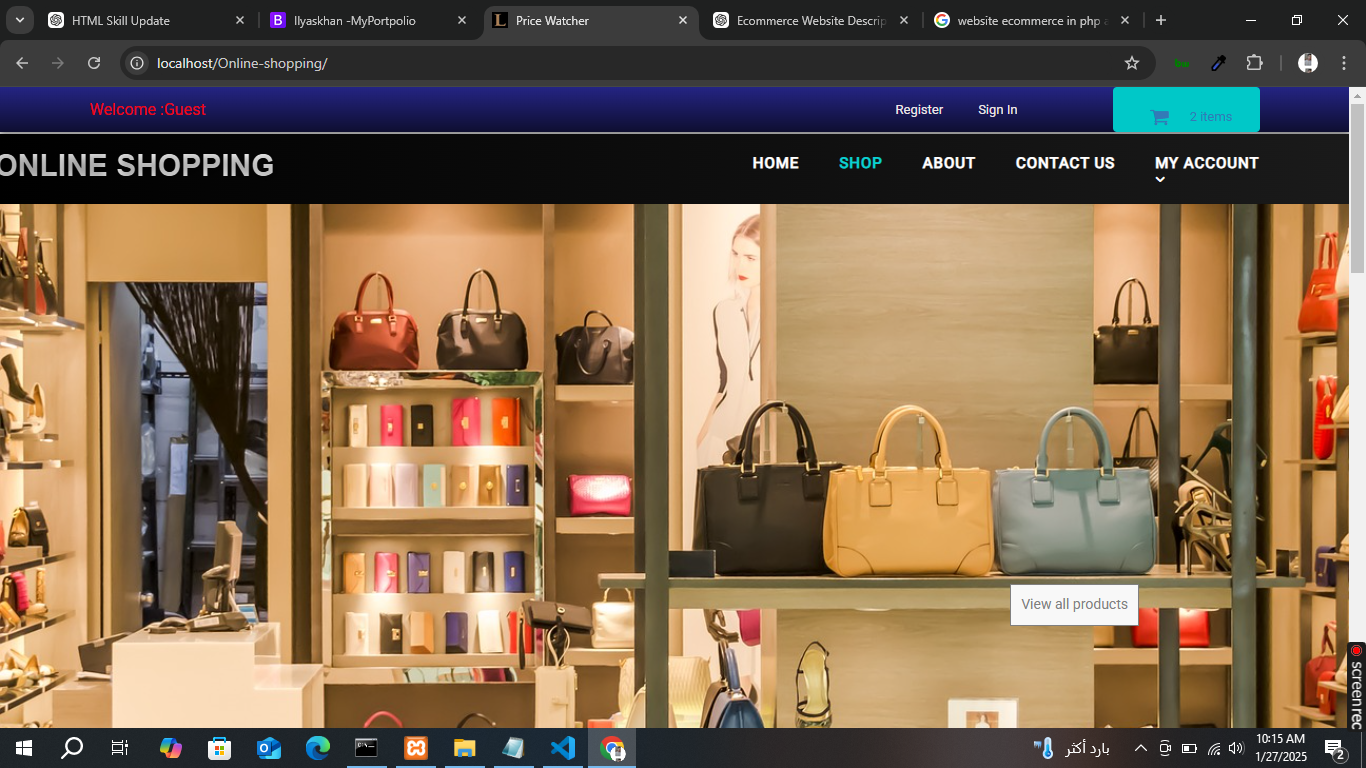 HTML Skill Update
Ilyaskhan -MyPortpolio
Price Watcher
Ecommerce Website Descrip
website ecommerce in php a
localhost/Online-shopping/
Welcome :Guest
Register
Sign In
2 items
ONLINE SHOPPING
HOME
SHOP
ABOUT
CONTACT US
MY ACCOUNT
View all products
screenrec
بارد أكثر
10:15 AM
1/27/2025
2